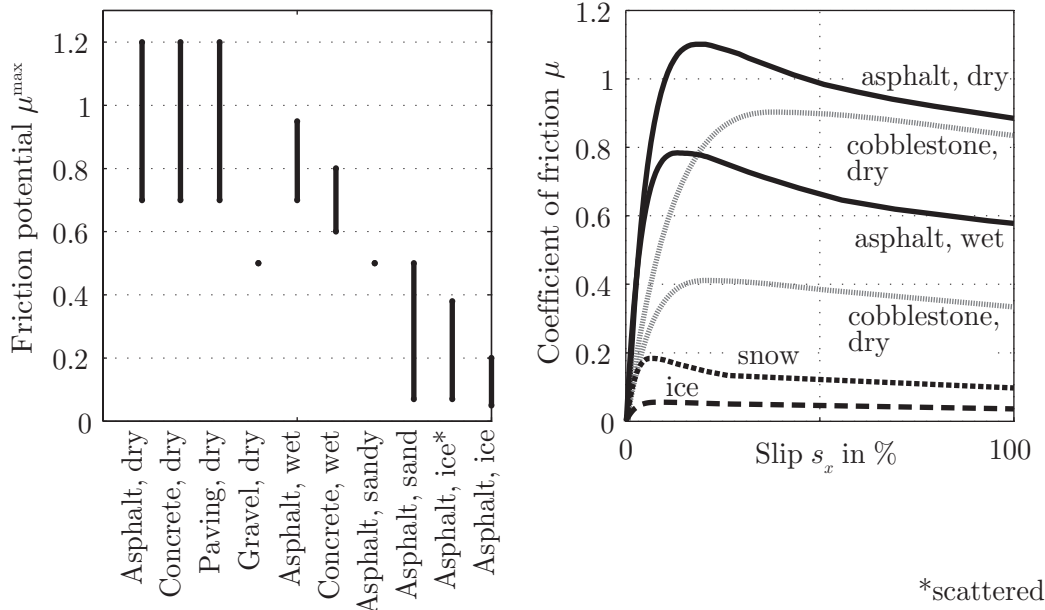 Friction potential μmax
1.2
1
0.8
0.6
0.4
0.2
0
Asphalt, dry
Concrete, dry
Paving, dry
Gravel, dry
Asphalt, wet
Concrete, wet
Asphalt, sandy
Asphalt, sand
Asphalt, ice*
Asphalt, ice
Coefficient of friction μ
1.2
1
0.8
0.6
0.4
0.2
0
asphalt, dry
cobblestone,
dry
asphalt, wet
cobblestone,
dry
snow
ice
0
Slip sx in %
100
*scattered